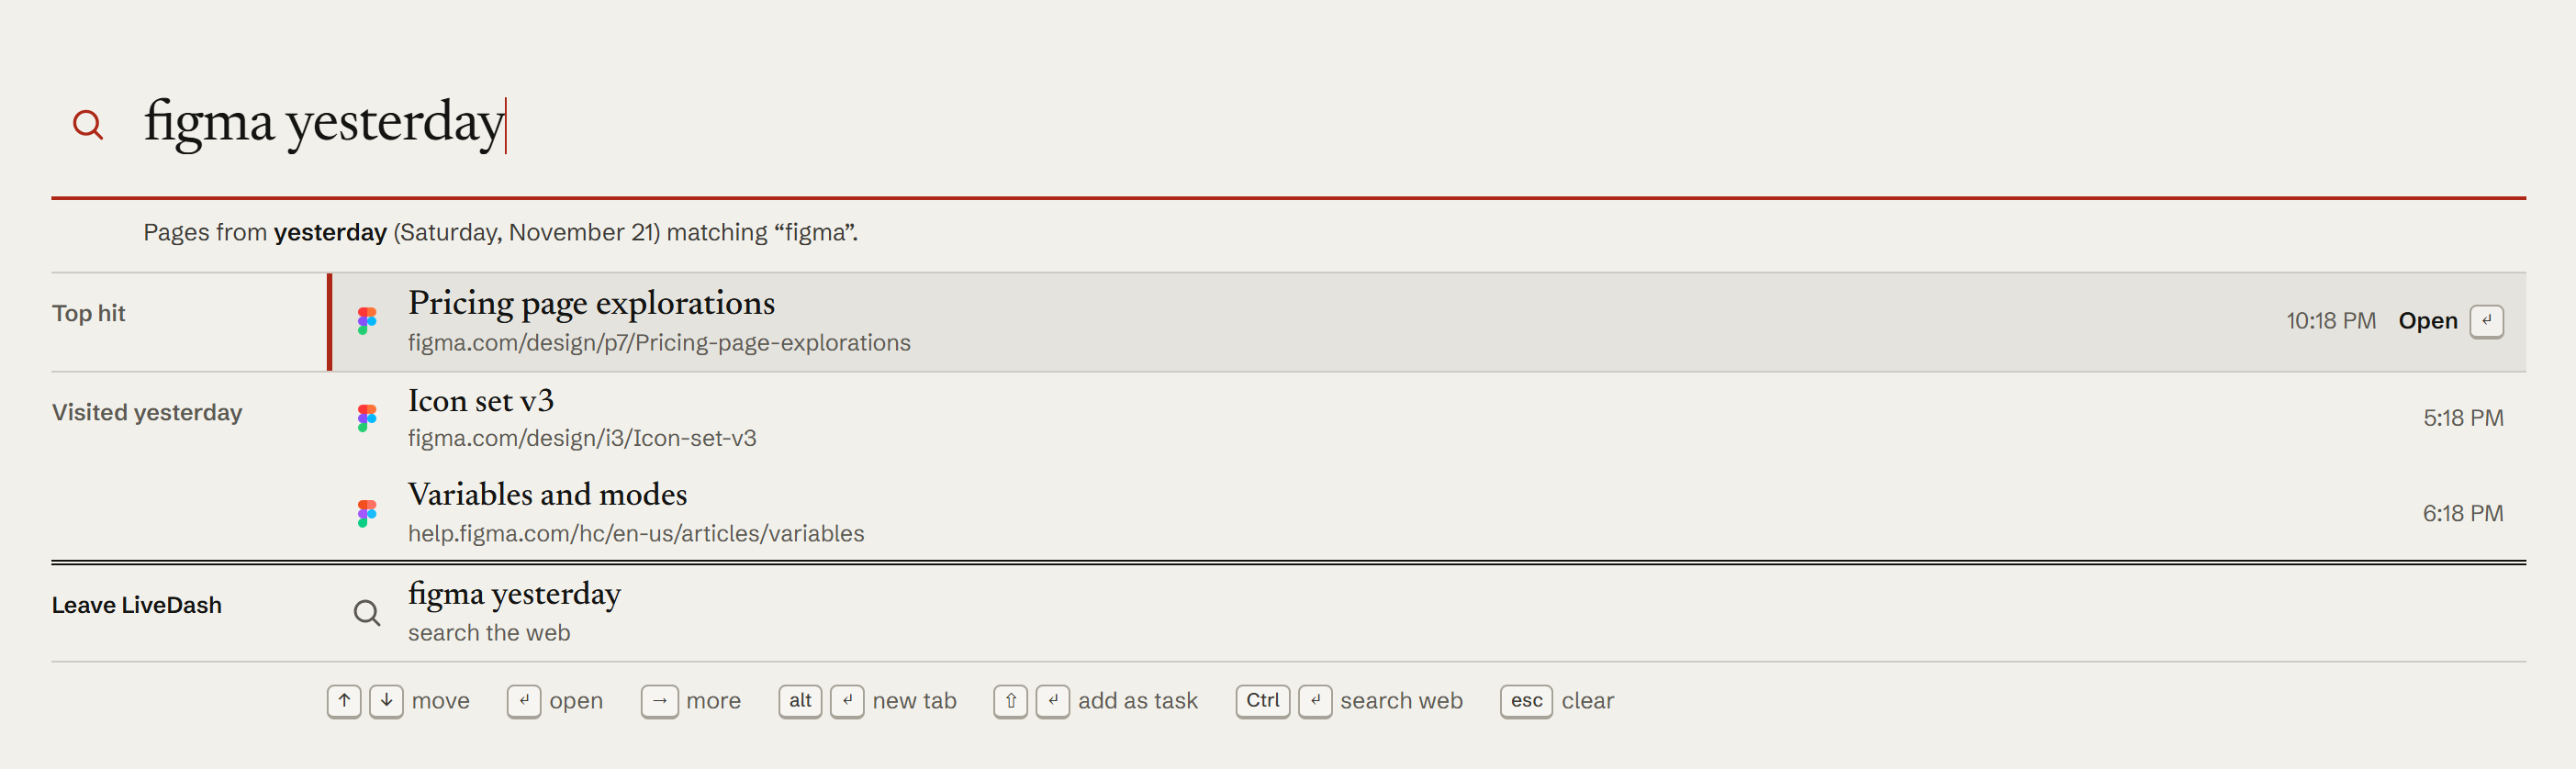 figma yesterday
Pages from yesterday (Saturday, November 21) matching “figma”.
Top hit
Pricing page explorations
figma.com/design/p7/Pricing-page-explorations
10:18 PM Open ↵
Visited yesterday
Icon set v3
figma.com/design/i3/Icon-set-v3
5:18 PM
Variables and modes
help.figma.com/hc/en-us/articles/variables
6:18 PM
Leave LiveDash
figma yesterday
search the web
↑ ↓ move ↵ open → more alt ↵ new tab ⇧ ↵ add as task Ctrl ↵ search web esc clear